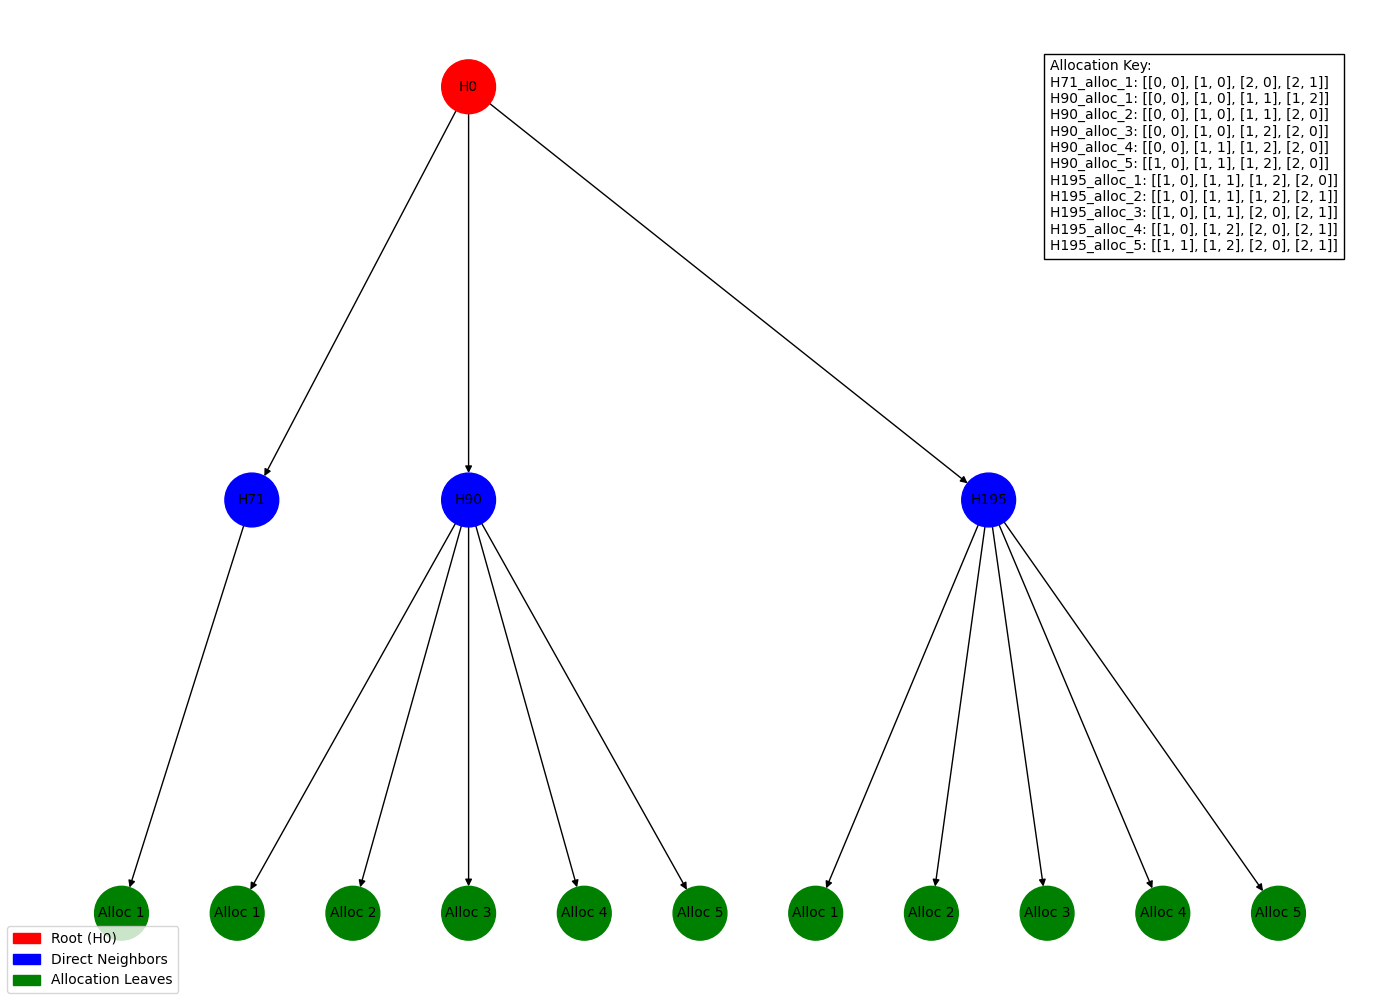 H0
Allocation Key:
H71_alloc_1: [[0, 0], [1, 0], [2, 0], [2, 1]]
H90_alloc_1: [[0, 0], [1, 0], [1, 1], [1, 2]]
H90_alloc_2: [[0, 0], [1, 0], [1, 1], [2, 0]]
H90_alloc_3: [[0, 0], [1, 0], [1, 2], [2, 0]]
H90_alloc_4: [[0, 0], [1, 1], [1, 2], [2, 0]]
H90_alloc_5: [[1, 0], [1, 1], [1, 2], [2, 0]]
H195_alloc_1: [[1, 0], [1, 1], [1, 2], [2, 0]]
H195_alloc_2: [[1, 0], [1, 1], [1, 2], [2, 1]]
H195_alloc_3: [[1, 0], [1, 1], [2, 0], [2, 1]]
H195_alloc_4: [[1, 0], [1, 2], [2, 0], [2, 1]]
H195_alloc_5: [[1, 1], [1, 2], [2, 0], [2, 1]]
H71 H90 H195
Alloc 1 Alloc 1 Alloc 2 Alloc 3 Alloc 4 Alloc 5 Alloc 1 Alloc 2 Alloc 3 Alloc 4 Alloc 5
Root (H0)
Direct Neighbors
Allocation Leaves